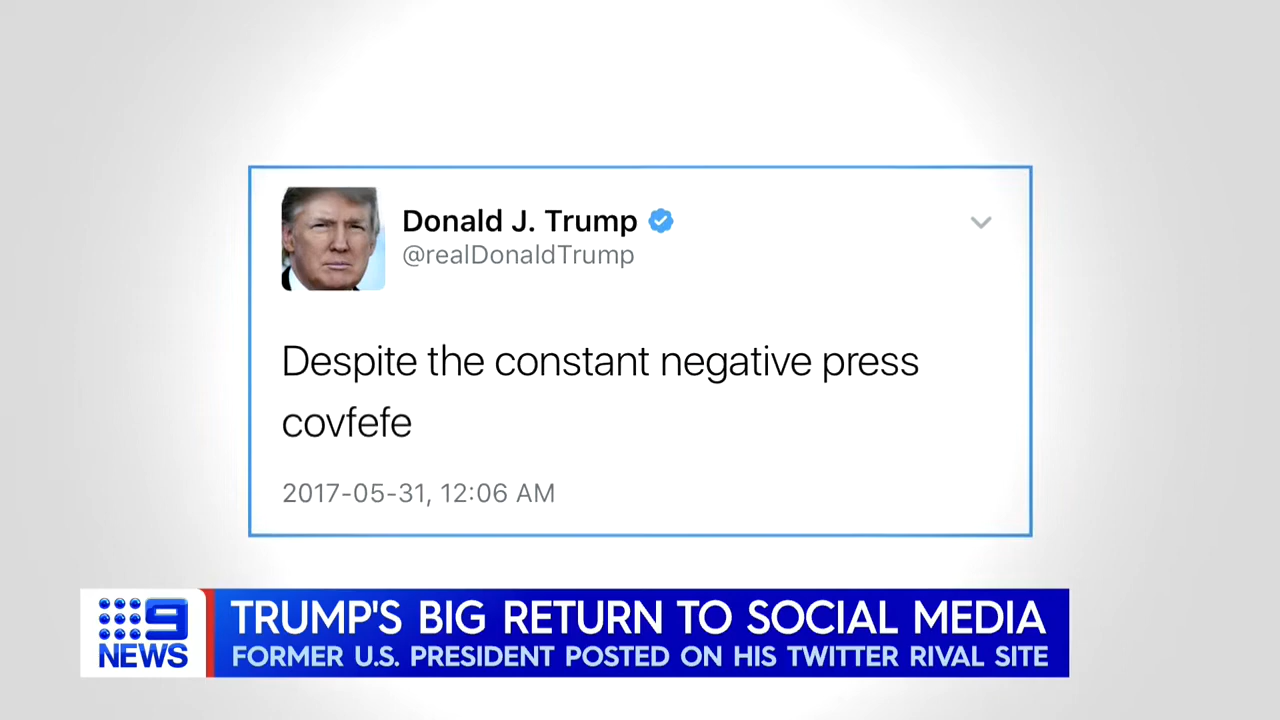 Donald J. Trump
@realDonaldTrump
Despite the constant negative press
covfefe
2017-05-31, 12:06 AM
9
NEWS
TRUMP'S BIG RETURN TO SOCIAL MEDIA
FORMER U.S. PRESIDENT POSTED ON HIS TWITTER RIVAL SITE